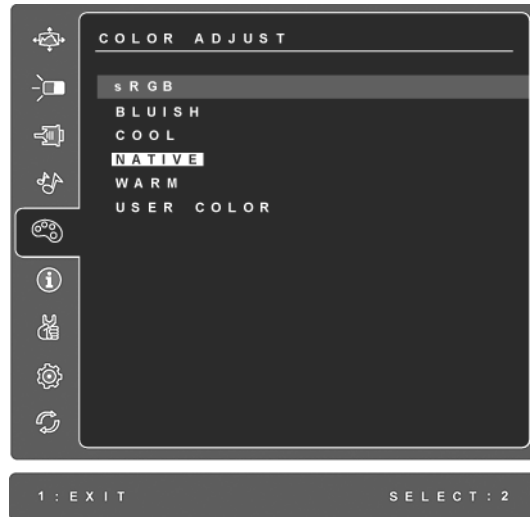 COLOR ADJUST
sRGB
BLUISH
COOL
NATIVE
WARM
USER COLOR
1:EXIT SELECT:2